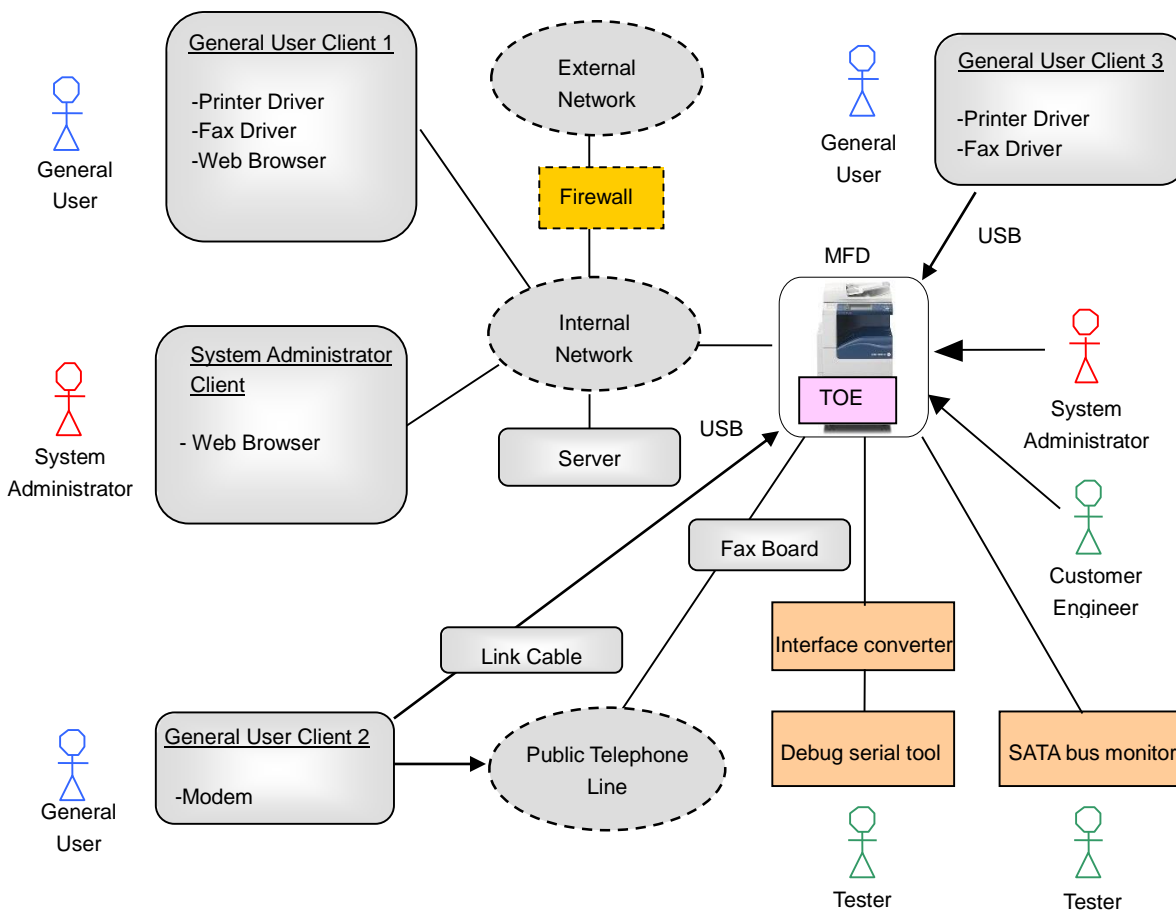 General User Client 1
-Printer Driver
-Fax Driver
-Web Browser
General
User
External
Network
Firewall
General
User
General User Client 3
-Printer Driver
-Fax Driver
USB
MFD
TOE
Internal
Network
System Administrator
Client
- Web Browser
System
Administrator
Server
USB
System
Administrator
Customer
Engineer
Fax Board
Link Cable
Interface converter
General User Client 2
-Modem
General
User
Public Telephone
Line
Debug serial tool
SATA bus monitor
Tester
Tester